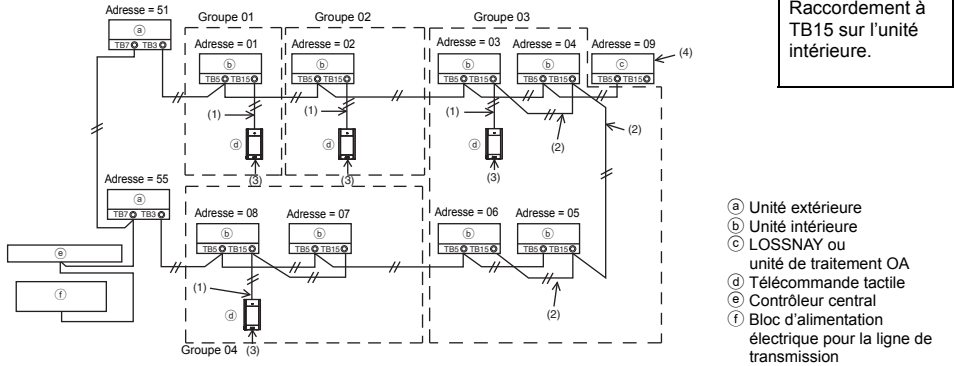 Raccordement à
TB15 sur l'unité
intérieure.
Adresse = 51
ⓐ
TB7 TB3
Groupe 01
Groupe 02
Groupe 03
Adresse = 01
ⓑ
TB5 TB15
Adresse = 02
ⓑ
TB5 TB15
Adresse = 03
ⓑ
TB5 TB15
Adresse = 04
ⓑ
TB5 TB15
Adresse = 09
ⓒ
TB5 TB15
(4)
(1)
(1)
(1)
(2)
(2)
ⓓ
ⓓ
ⓓ
(3)
(3)
(3)
Adresse = 55
ⓐ
TB7 TB3
Adresse = 08
ⓑ
TB5 TB15
Adresse = 07
ⓑ
TB5 TB15
Adresse = 06
ⓑ
TB5 TB15
Adresse = 05
ⓑ
TB5 TB15
ⓔ
ⓕ
(1)
(2)
ⓓ
Groupe 04
(3)
ⓐ Unité extérieure
ⓑ Unité intérieure
ⓒ LOSSNAY ou
unité de traitement OA
ⓓ Télécommande tactile
ⓔ Contrôleur central
ⓕ Bloc d'alimentation
électrique pour la ligne de
transmission